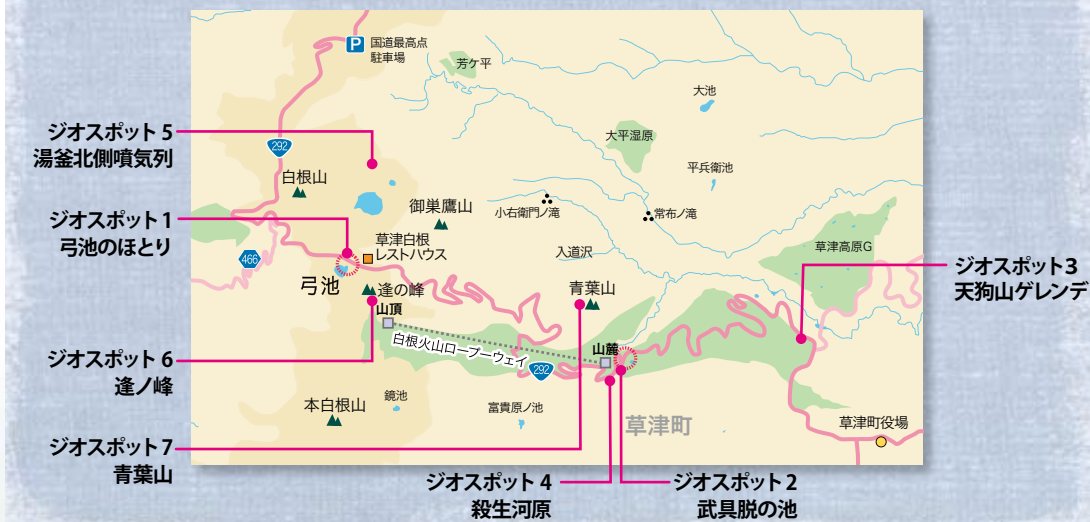 国道最高点
駐車場
P
芳ケ平
大池
大平湿原
平兵衛池
292
白根山
御巣鷹山
小右衛門ノ滝
常布ノ滝
草津白根
レストハウス
入道沢
草津高原G
466
弓池
逢の峰
青葉山
山頂
山麓
白根火山ロープーウェイ
292
本白根山
鏡池
富貴原ノ池
草津町
草津町役場
ジオスポット 5
湯釜北側噴気列
ジオスポット 1
弓池のほとり
ジオスポット 6
逢ノ峰
ジオスポット 7
青葉山
ジオスポット 4
殺生河原
ジオスポット 2
武具脱の池
ジオスポット3
天狗山ゲレンデ